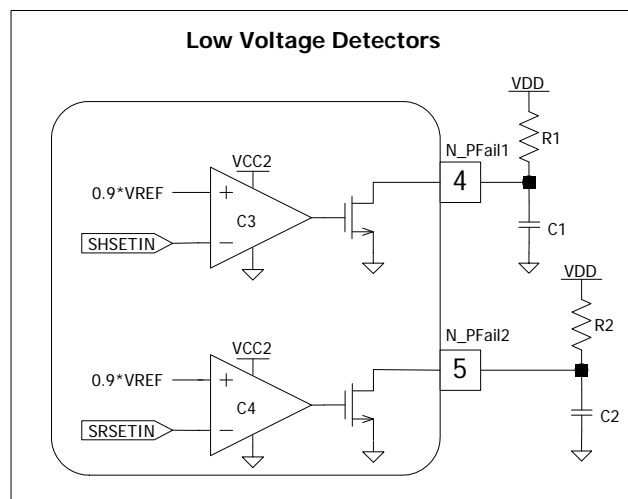 Low Voltage Detectors
VDD
R1
N_PFail1
4
VCC2
0.9*VREF
+
C3
SHSETIN
−
C1
VDD
R2
N_PFail2
5
VCC2
0.9*VREF
+
C4
SRSETIN
−
C2